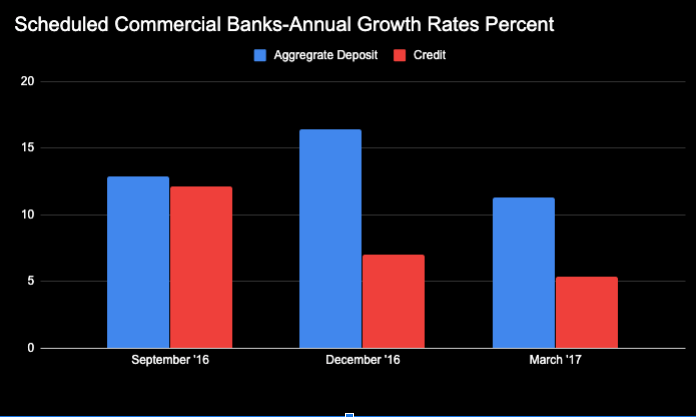 Scheduled Commercial Banks-Annual Growth Rates Percent
Aggregrate Deposit Credit
20
15
10
5
0
September '16 December '16 March '17